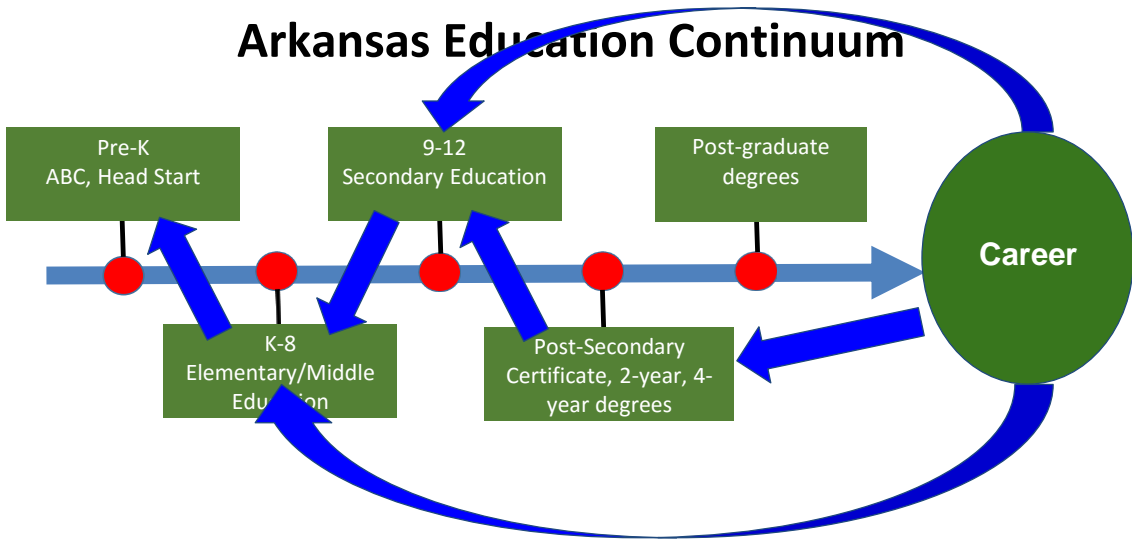 Arkansas Education Continuum
Pre-K
ABC, Head Start
9-12
Secondary Education
Post-graduate
degrees
Career
K-8
Elementary/Middle
Education
Post-Secondary
Certificate, 2-year, 4-
year degrees